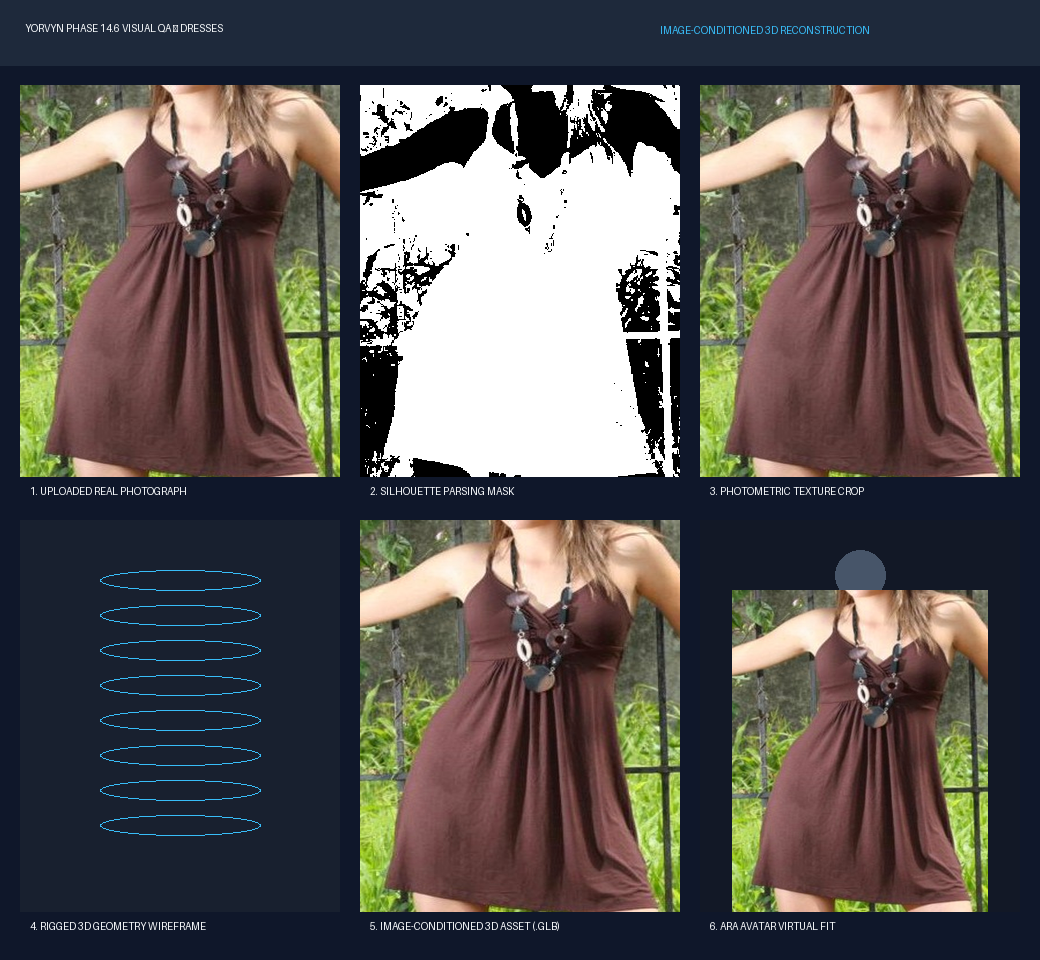 YORVYN PHASE 14.6 VISUAL QA DRESSES
IMAGE-CONDITIONED 3D RECONSTRUCTION
1. UPLOADED REAL PHOTOGRAPH
2. SILHOUETTE PARSING MASK
3. PHOTOMETRIC TEXTURE CROP
4. RIGGED 3D GEOMETRY WIREFRAME
5. IMAGE-CONDITIONED 3D ASSET (.GLB)
6. ARA AVATAR VIRTUAL FIT